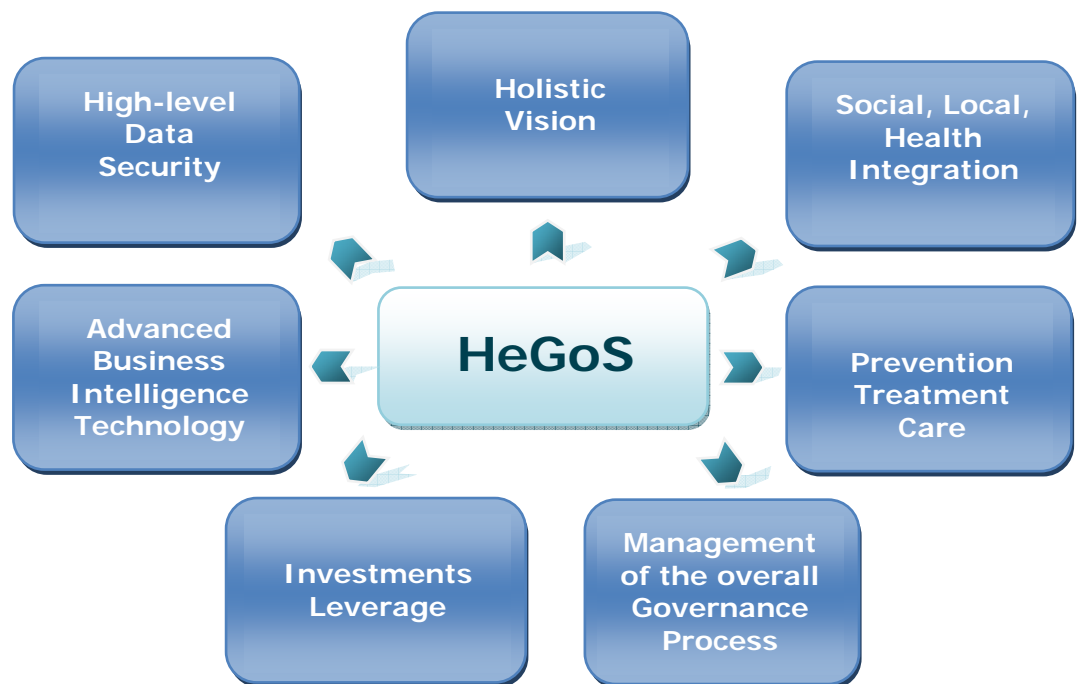 Holistic
Vision
High-level
Data
Security
Social, Local,
Health
Integration
HeGoS
Advanced
Business
Intelligence
Technology
Prevention
Treatment
Care
Investments
Leverage
Management
of the overall
Governance
Process